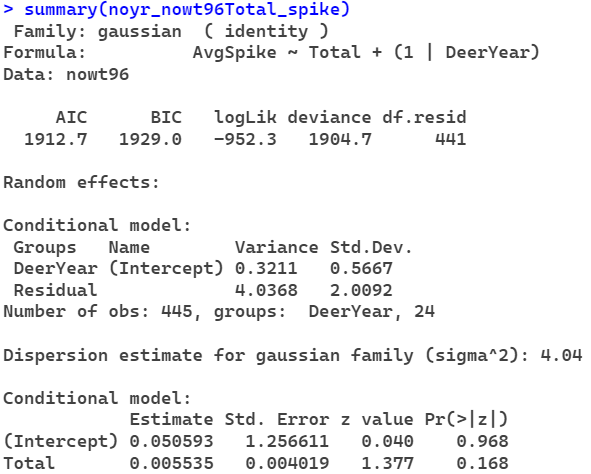 > summary(noyr_nowt96Total_spike)
 Family: gaussian  ( identity )
Formula:          AvgSpike ~ Total + (1 | DeerYear)
Data: nowt96
     AIC      BIC   logLik deviance df.resid
  1912.7   1929.0   -952.3   1904.7      441
Random effects:
Conditional model:
 Groups   Name        Variance Std.Dev.
 DeerYear (Intercept) 0.3211   0.5667
 Residual             4.0368   2.0092
Number of obs: 445, groups:  DeerYear, 24
Dispersion estimate for gaussian family (sigma^2): 4.04
Conditional model:
            Estimate Std. Error z value Pr(>|z|)
(Intercept) 0.050593   1.256611   0.040    0.968
Total       0.005535   0.004019   1.377    0.168